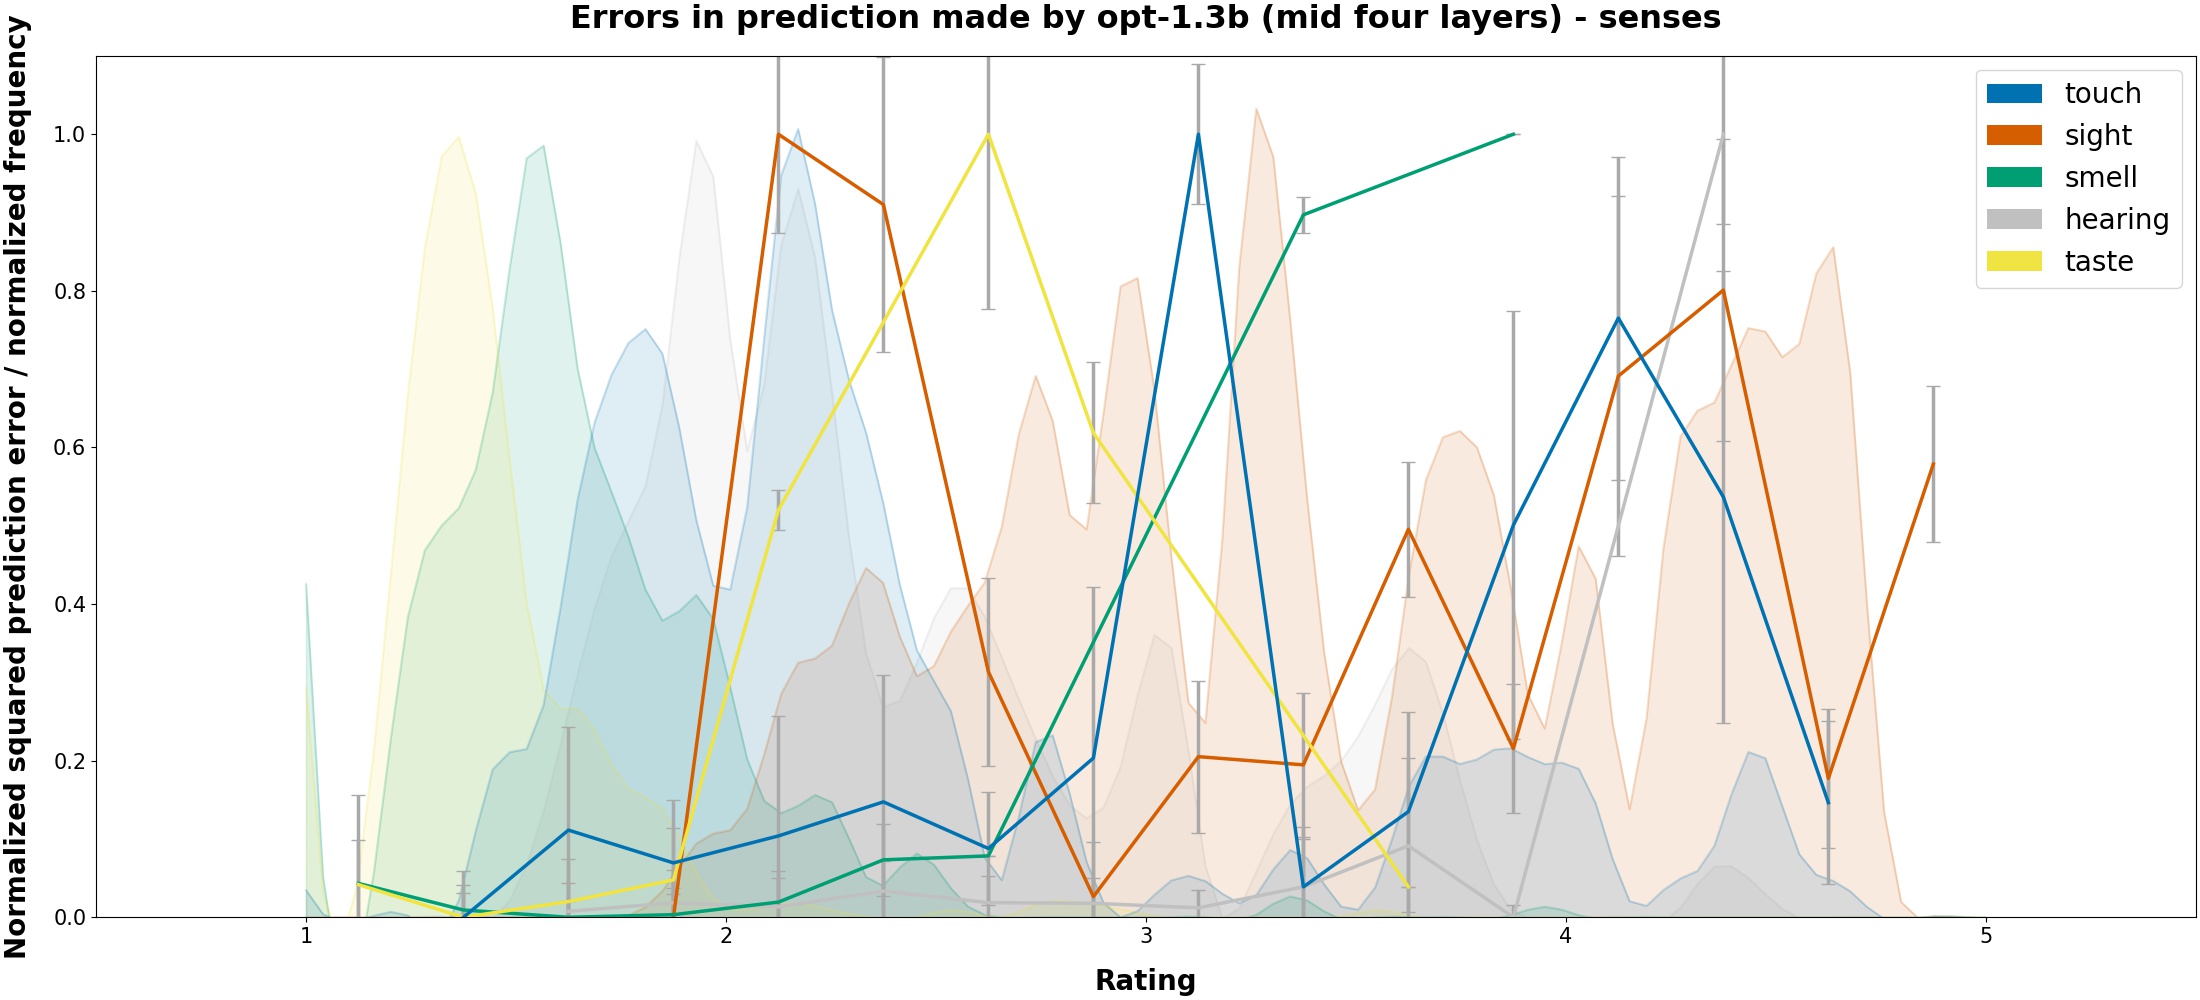 Errors in prediction made by opt-1.3b (mid four layers) - senses
Normalized squared prediction error / normalized frequency
1.0
0.8
0.6
0.4
0.2
0.0
touch
sight
smell
hearing
taste
1 2 3 4 5
Rating